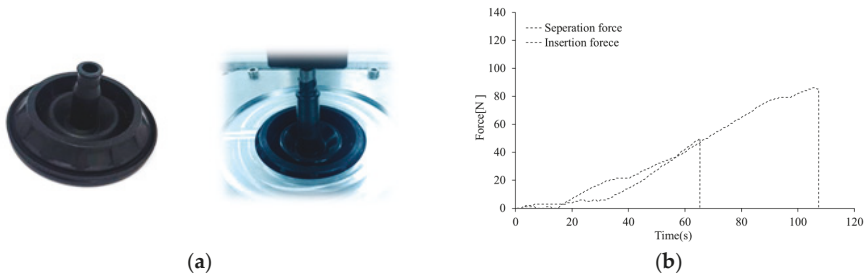 140
120
100
80
60
40
20
0
Force[N ]
Seperation force
Insertion forece
0 20 40 60 80 100 120
Time(s)
(a) (b)